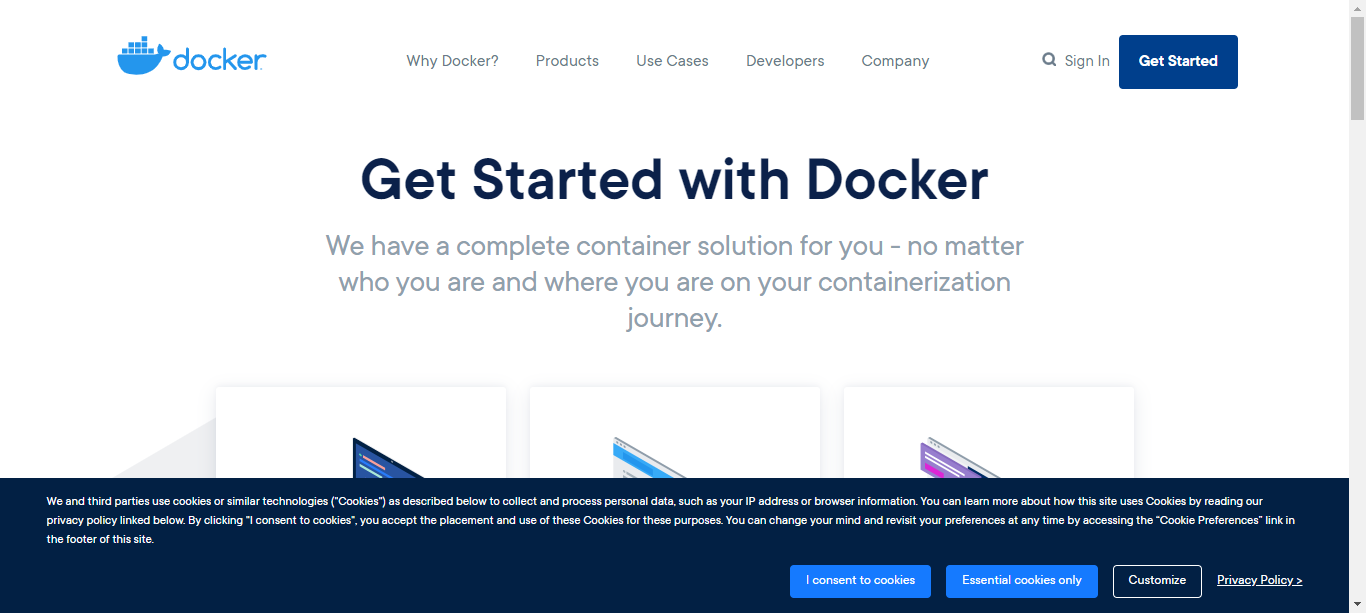 docker
Why Docker?
Products
Use Cases
Developers
Company
Sign In
Get Started
Get Started with Docker
We have a complete container solution for you - no matter
who you are and where you are on your containerization
journey.
We and third parties use cookies or similar technologies ("Cookies") as described below to collect and process personal data, such as your IP address or browser information. You can learn more about how this site uses Cookies by reading our
privacy policy linked below. By clicking "I consent to cookies", you accept the placement and use of these Cookies for these purposes. You can change your mind and revisit your preferences at any time by accessing the "Cookie Preferences" link in
the footer of this site.
I consent to cookies
Essential cookies only
Customize
Privacy Policy >